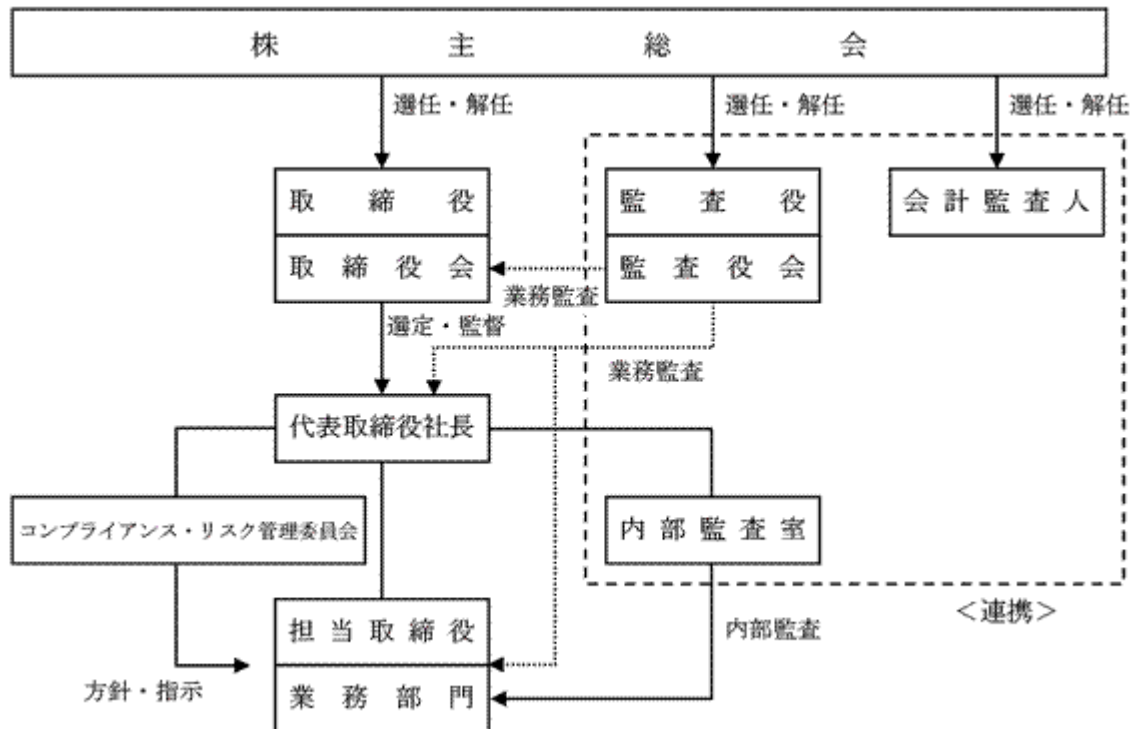 株主総会
選任・解任
選任・解任
選任・解任
取締役
監査役
会計監査人
取締役会
監査役会
業務監査
選定・監督
業務監査
代表取締役社長
コンプライアンス・リスク管理委員会
内部監査室
<連携>
担当取締役
内部監査
方針・指示
業務部門